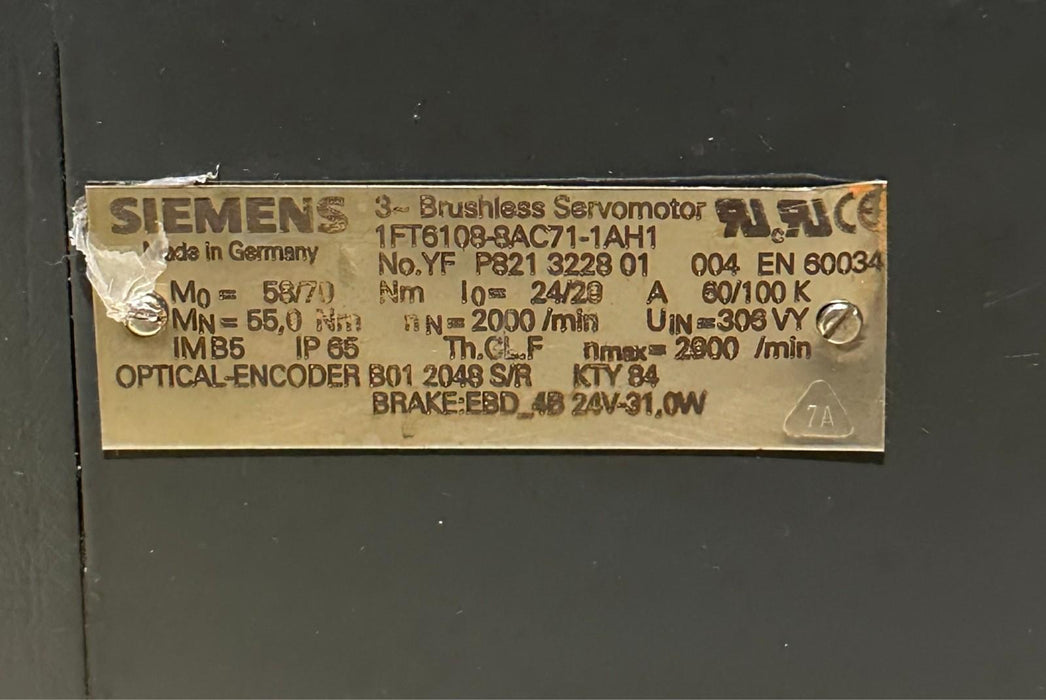 SIEMENS 3~ Brushless Servomotor
Made in Germany 1FT6108-8AC71-1AH1
No.YF P821 3228 01 004 EN 60034
M0 = 58/70 Nm I0= 24/29 A 60/100 K
MN = 55,0 Nm nN = 2000 /min UIN = 306 VY
IM B5 IP 65 Th.CL.F nmax= 2900 /min
OPTICAL-ENCODER B01 2048 S/R KTY 84
BRAKE:EBD_4B 24V-31,0W
7A